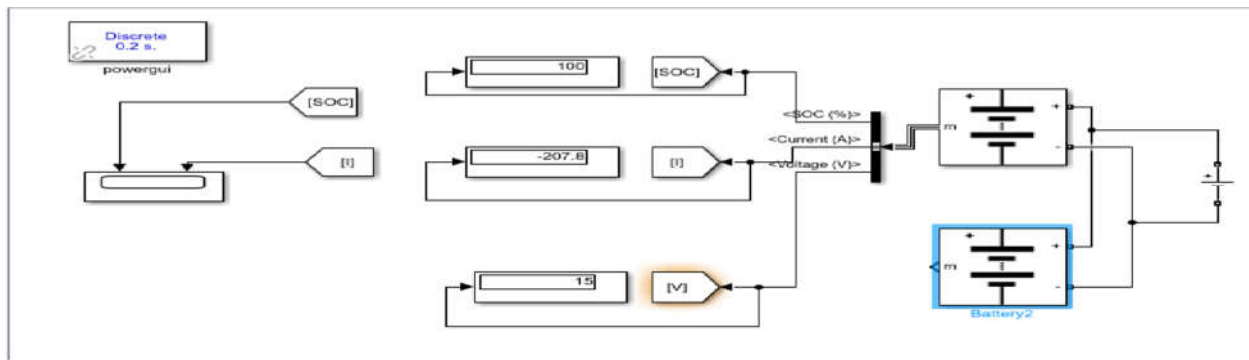 Discrete
0.2 s.
powergui
[SOC]
[I]
100
[SOC]
-207.8
[I]
15
[V]
<SOC (%)>
<Current (A)>
<Voltage (V)>
+
m
+
-
+
+
m
+
-
Battery2